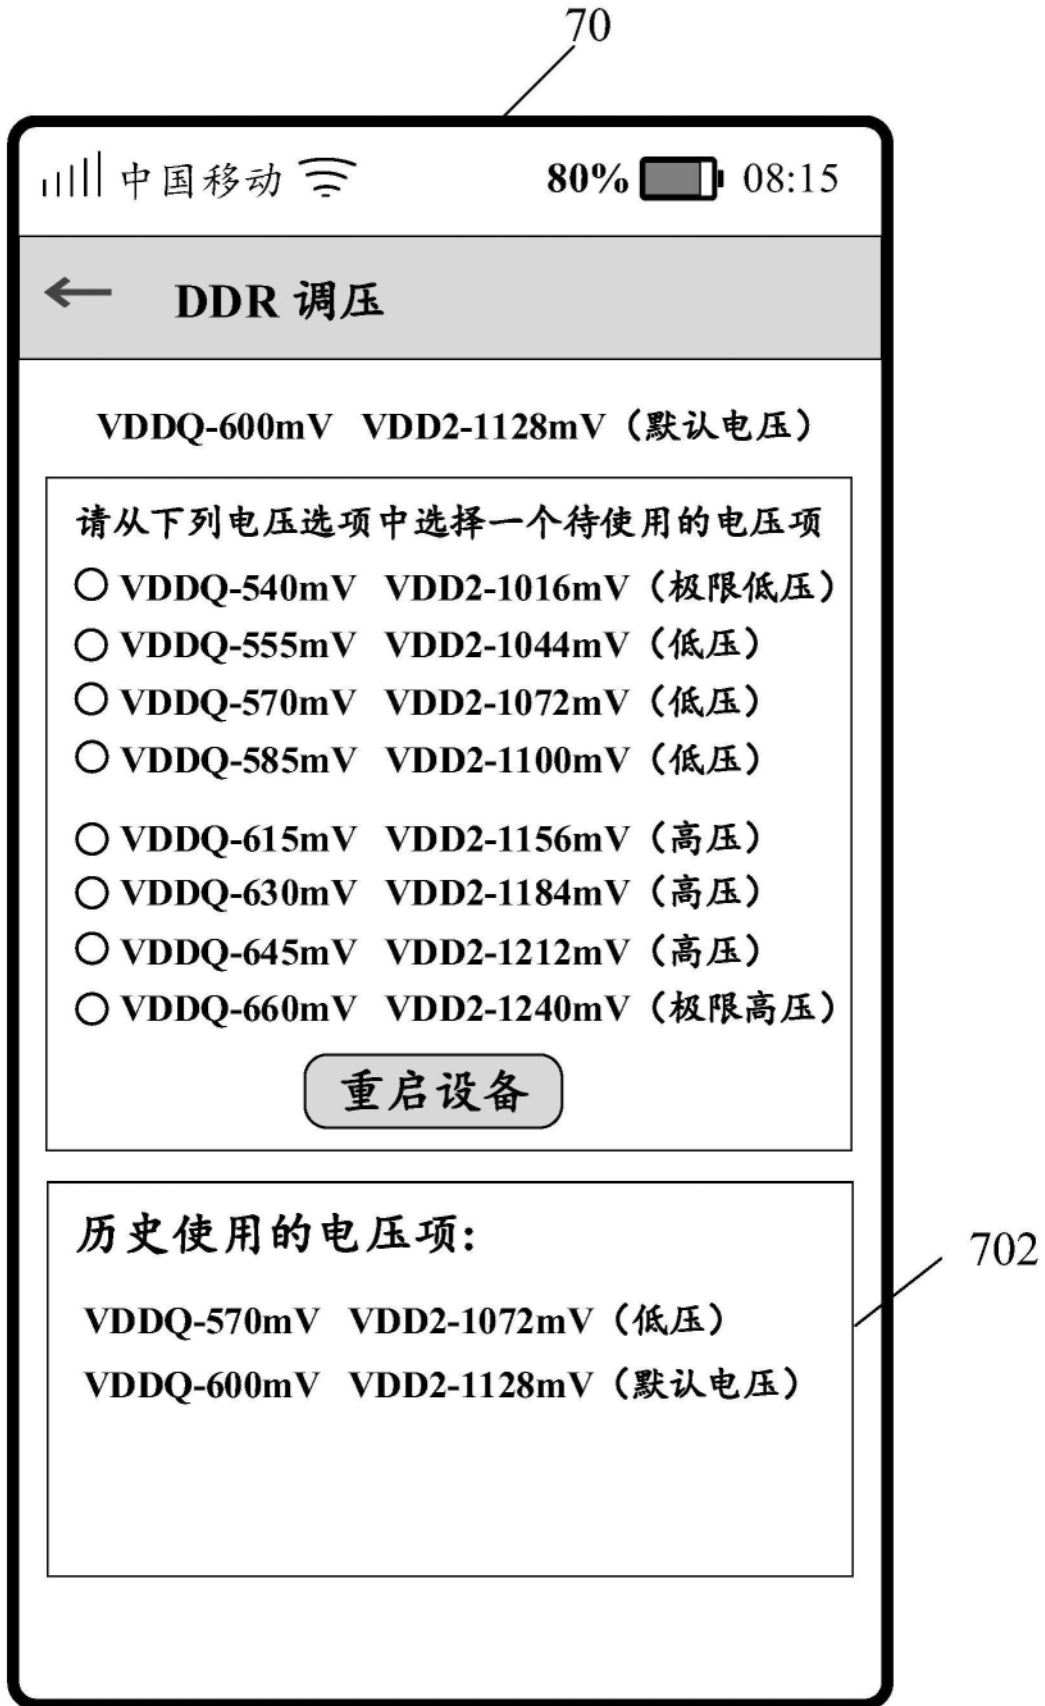 70
中国移动 80% 08:15
DDR 调压
VDDQ-600mV VDD2-1128mV（默认电压）
请从下列电压选项中选择一个待使用的电压项
VDDQ-540mV VDD2-1016mV（极限低压）
VDDQ-555mV VDD2-1044mV（低压）
VDDQ-570mV VDD2-1072mV（低压）
VDDQ-585mV VDD2-1100mV（低压）
VDDQ-615mV VDD2-1156mV（高压）
VDDQ-630mV VDD2-1184mV（高压）
VDDQ-645mV VDD2-1212mV（高压）
VDDQ-660mV VDD2-1240mV（极限高压）
重启设备
历史使用的电压项:
702
VDDQ-570mV VDD2-1072mV（低压）
VDDQ-600mV VDD2-1128mV（默认电压）